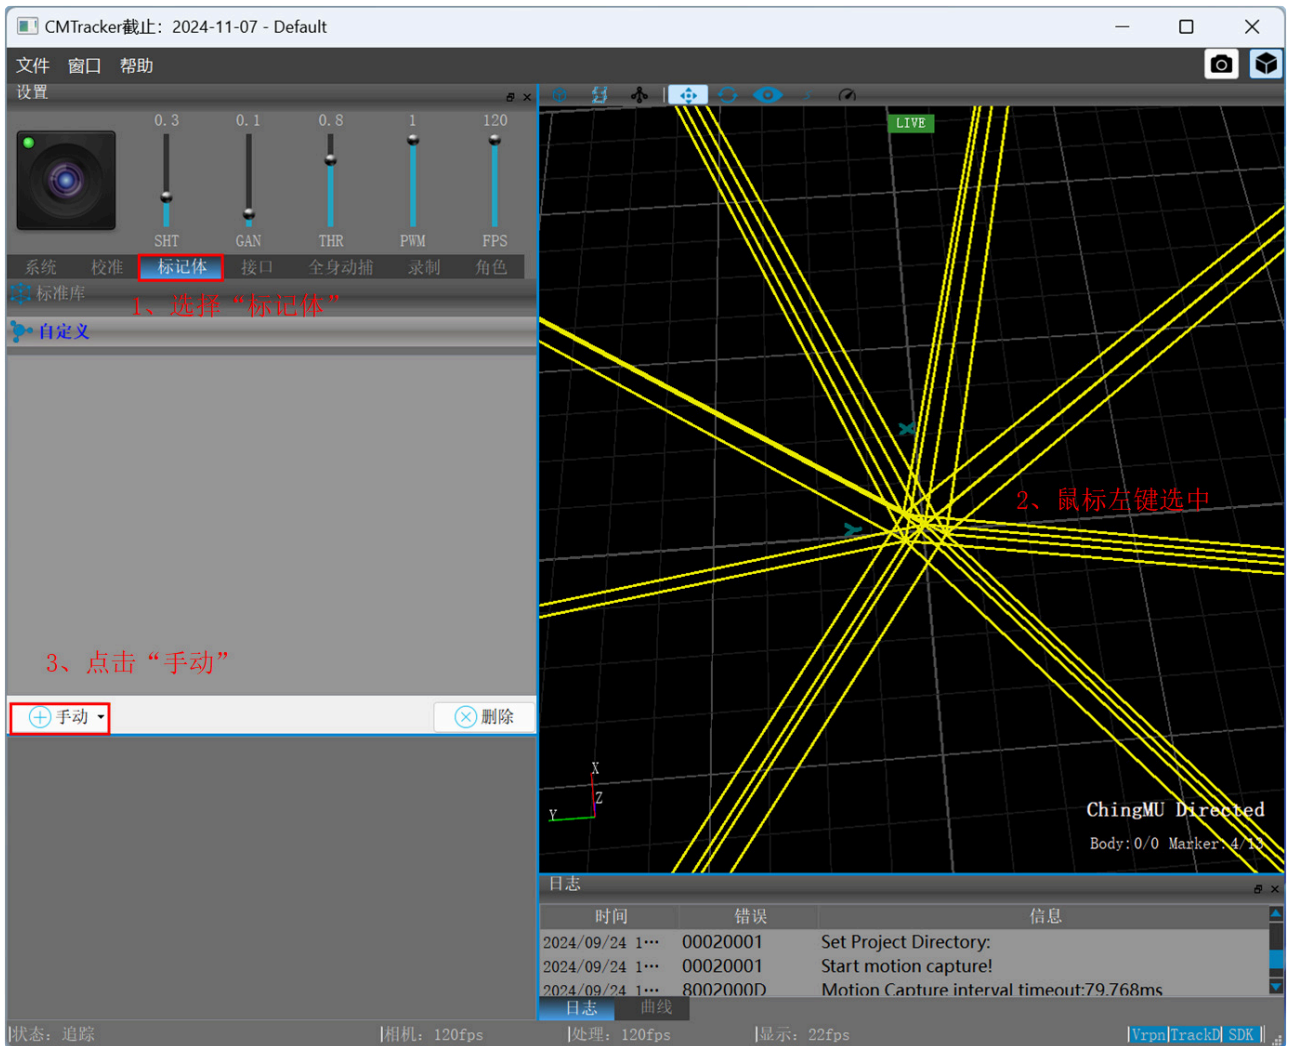 CMTracker截止：2024-11-07 - Default
文件 窗口 帮助
设置
0.3 0.1 0.8 1 120
SHT GAN THR PWM FPS
系统 校准 标记体 接口 全身动捕 录制 角色
标准库
1、选择“标记体”
自定义
LIVE
X
Y
2、鼠标左键选中
3、点击“手动”
手动 删除
X
Z
Y
ChingMU Directed
Body:0/0 Marker:4/13
日志
时间 错误 信息
2024/09/24 1··· 00020001 Set Project Directory:
2024/09/24 1··· 00020001 Start motion capture!
2024/09/24 1··· 8002000D Motion Capture interval timeout:79.768ms
日志 曲线
状态：追踪 相机：120fps 处理：120fps 显示：22fps Vrpn TrackD SDK